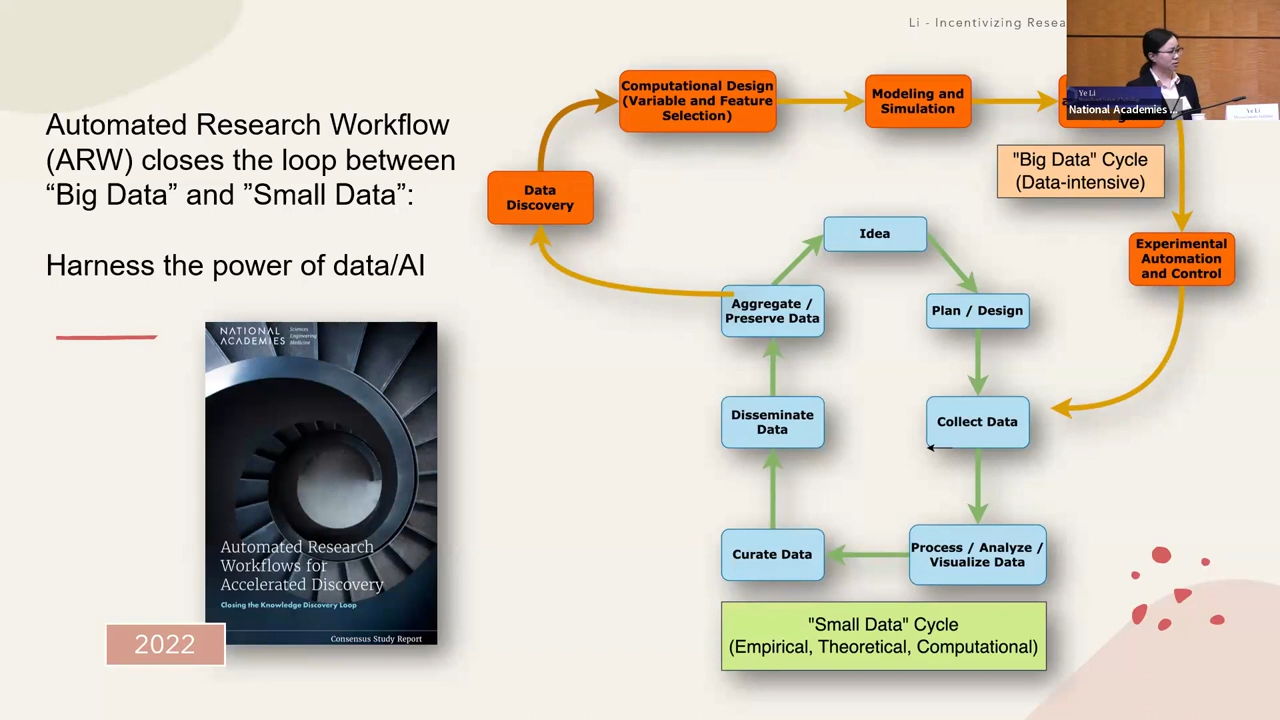 Li - Incentivizing Resea
Automated Research Workflow
(ARW) closes the loop between
“Big Data” and ”Small Data”:
Harness the power of data/AI
NATIONAL
ACADEMIES
Sciences
Engineering
Medicine
Automated Research
Workflows for
Accelerated Discovery
Closing the Knowledge Discovery Loop
Consensus Study Report
2022
Computational Design
(Variable and Feature
Selection)
Modeling and
Simulation
Ye Li
National Academies
Ye Li
"Big Data" Cycle
(Data-intensive)
Data
Discovery
Experimental
Automation
and Control
Idea
Aggregate /
Preserve Data
Plan / Design
Disseminate
Data
Collect Data
Curate Data
Process / Analyze /
Visualize Data
"Small Data" Cycle
(Empirical, Theoretical, Computational)